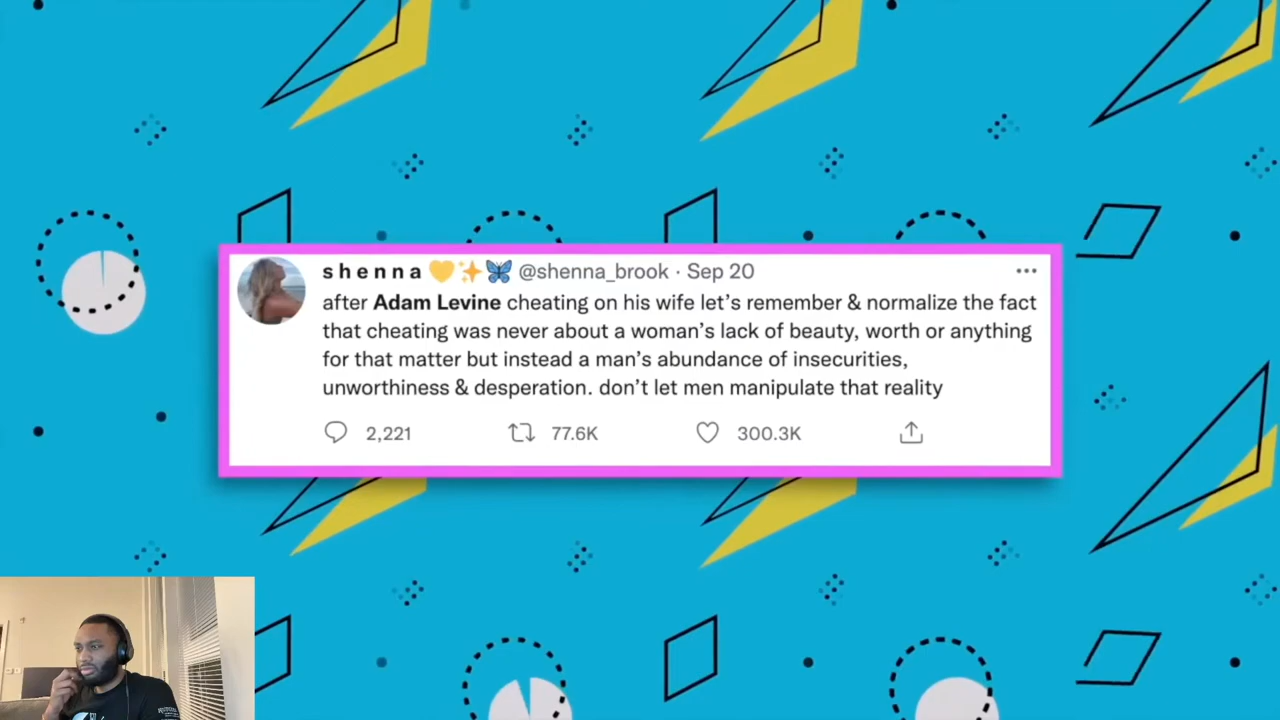 s h e n n a 💛✨🦋 @shenna_brook · Sep 20
after Adam Levine cheating on his wife let's remember & normalize the fact
that cheating was never about a woman's lack of beauty, worth or anything
for that matter but instead a man's abundance of insecurities,
unworthiness & desperation. don't let men manipulate that reality
2,221 77.6K 300.3K